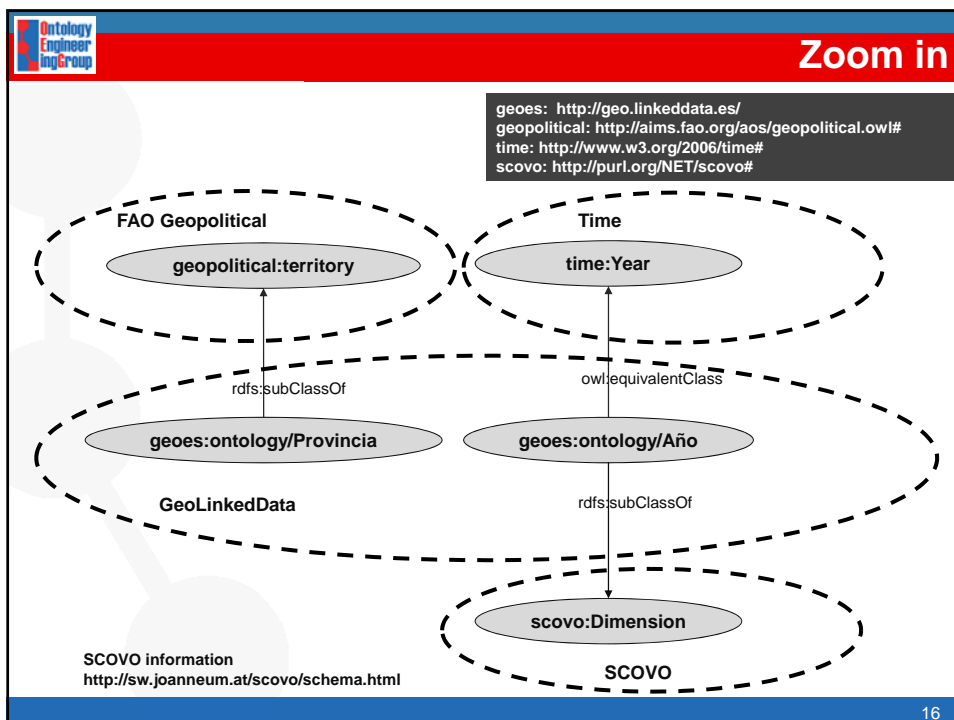 Ontology
Engineer
ingGroup
Zoom in
geoes: http://geo.linkeddata.es/
geopolitical: http://aims.fao.org/aos/geopolitical.owl#
time: http://www.w3.org/2006/time#
scovo: http://purl.org/NET/scovo#
FAO Geopolitical
Time
geopolitical:territory
time:Year
rdfs:subClassOf
owl:equivalentClass
geoes:ontology/Provincia
geoes:ontology/Año
GeoLinkedData
rdfs:subClassOf
scovo:Dimension
SCOVO
SCOVO information
http://sw.joanneum.at/scovo/schema.html
16